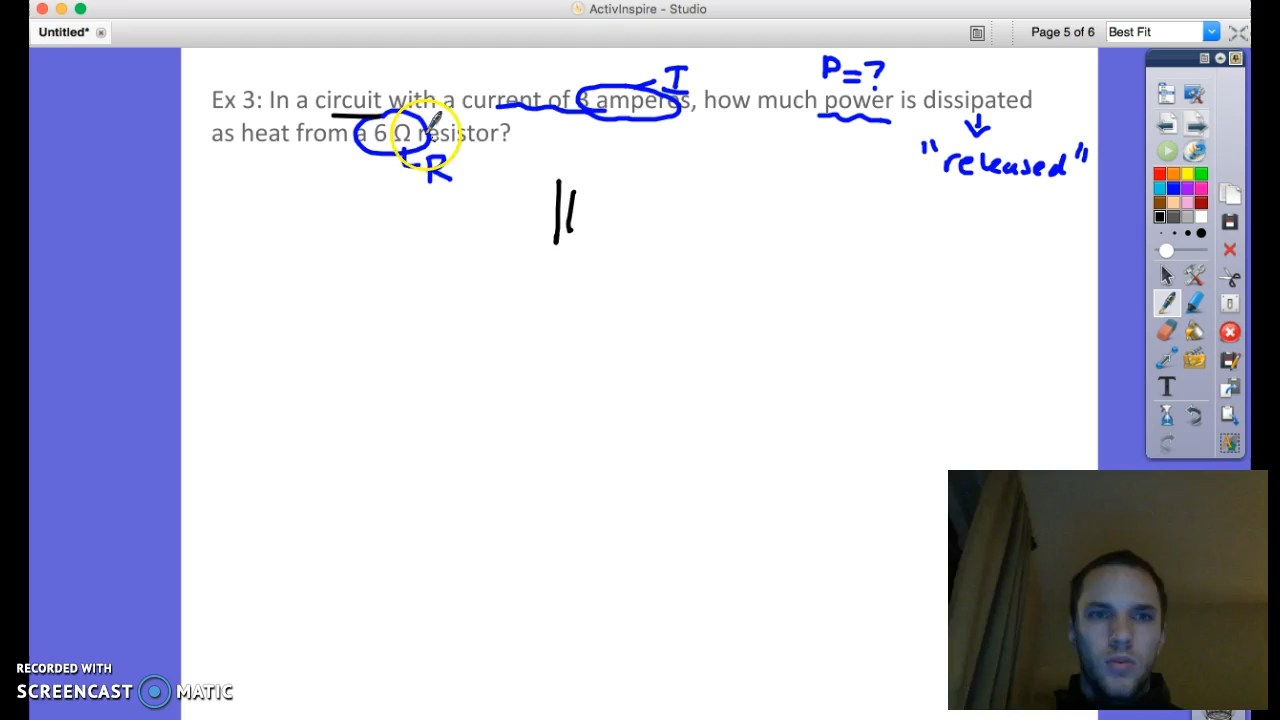 ActivInspire - Studio
Untitled*
Page 5 of 6
Best Fit
P=?
I
Ex 3: In a circuit with a current of 3 amperes, how much power is dissipated
as heat from a 6 Ω resistor?
"released"
R
T
RECORDED WITH
SCREENCAST MATIC